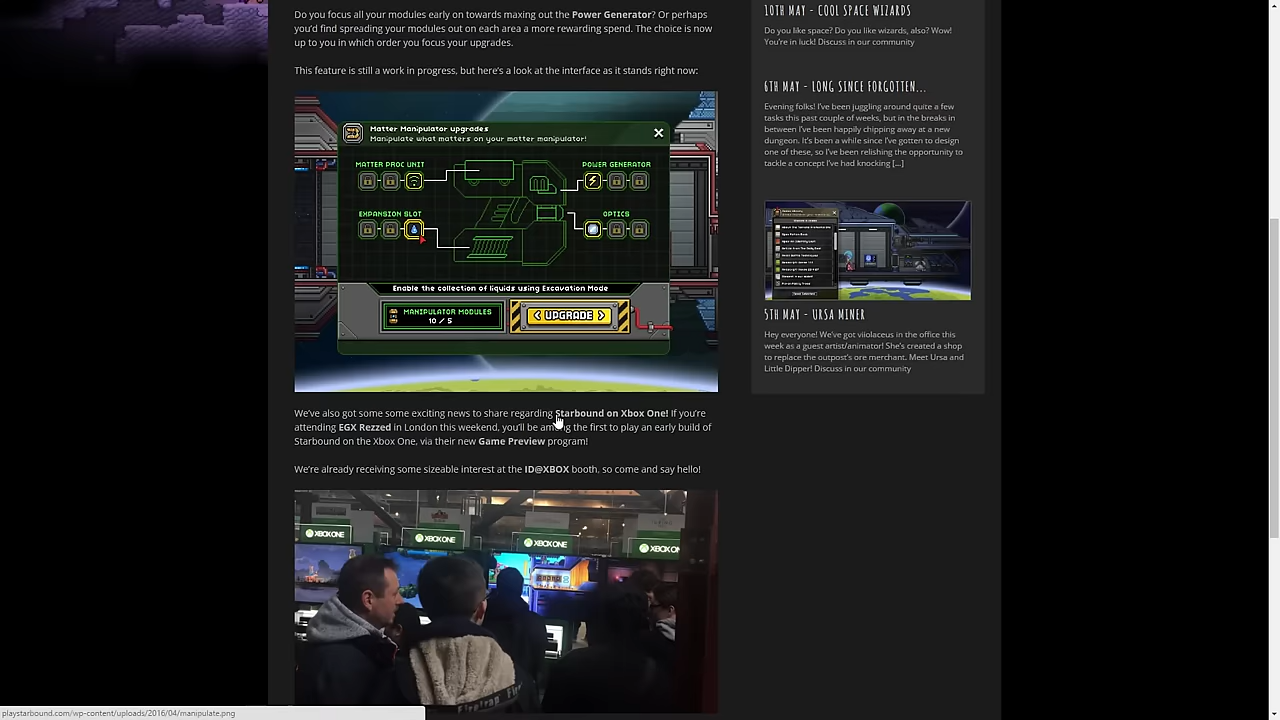 Do you focus all your modules early on towards maxing out the Power Generator? Or perhaps
you'd find spreading your modules out on each area a more rewarding spend. The choice is now
up to you in which order you focus your upgrades.
This feature is still a work in progress, but here's a look at the interface as it stands right now:
Matter Manipulator upgrades
Manipulate what matters on your matter manipulator!
MATTER PROC UNIT
POWER GENERATOR
EXPANSION SLOT
OPTICS
Enable the collection of liquids using Excavation Mode
MANIPULATOR MODULES
10 / 5
< UPGRADE >
We've also got some some exciting news to share regarding Starbound on Xbox One! If you're
attending EGX Rezzed in London this weekend, you'll be among the first to play an early build of
Starbound on the Xbox One, via their new Game Preview program!
We're already receiving some sizeable interest at the ID@XBOX booth, so come and say hello!
XBOX ONE
XBOX ONE
XBOX ONE
XBOX ON
10TH MAY – COOL SPACE WIZARDS
Do you like space? Do you like wizards, also? Wow!
You're in luck! Discuss in our community
6TH MAY – LONG SINCE FORGOTTEN...
Evening folks! I've been juggling around quite a few
tasks this past couple of weeks, but in the breaks in
between I've been happily chipping away at a new
dungeon. It's been a while since I've gotten to design
one of these, so I've been relishing the opportunity to
tackle a concept I've had knocking [...]
5TH MAY – URSA MINER
Hey everyone! We've got viiolaceus in the office this
week as a guest artist/animator! She's created a shop
to replace the outpost's ore merchant. Meet Ursa and
Little Dipper! Discuss in our community
playstarbound.com/wp-content/uploads/2016/04/manipulate.png